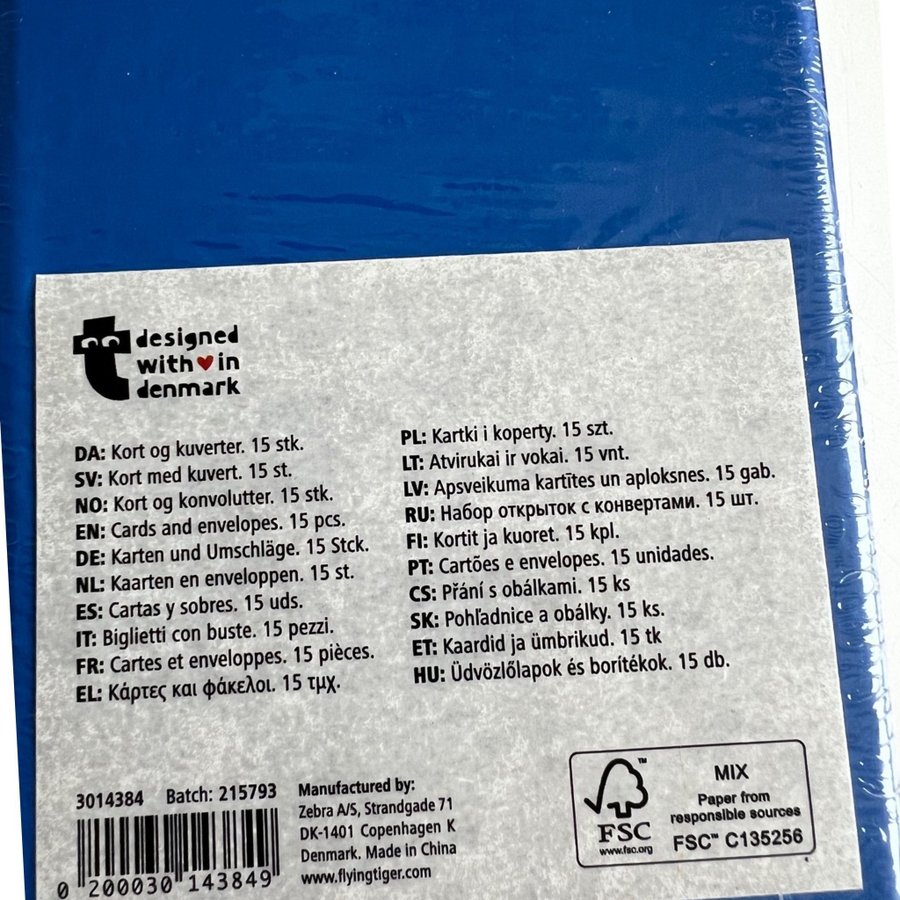 designed
with in
denmark
DA: Kort og kuverter. 15 stk.
SV: Kort med kuvert. 15 st.
NO: Kort og konvolutter. 15 stk.
EN: Cards and envelopes. 15 pcs.
DE: Karten und Umschläge. 15 Stck.
NL: Kaarten en enveloppen. 15 st.
ES: Cartas y sobres. 15 uds.
IT: Biglietti con buste. 15 pezzi.
FR: Cartes et enveloppes. 15 pièces.
EL: Κάρτες και φάκελοι. 15 τμχ.
PL: Kartki i koperty. 15 szt.
LT: Atvirukai ir vokai. 15 vnt.
LV: Apsveikuma kartītes un aploksnes. 15 gab.
RU: Набор открыток с конвертами. 15 шт.
FI: Kortit ja kuoret. 15 kpl.
PT: Cartões e envelopes. 15 unidades.
CS: Přání s obálkami. 15 ks
SK: Pohľadnice a obálky. 15 ks.
ET: Kaardid ja ümbrikud. 15 tk
HU: Üdvözlőlapok és borítékok. 15 db.
3014384 Batch: 215793
0 200030 143849
Manufactured by:
Zebra A/S, Strandgade 71
DK-1401 Copenhagen K
Denmark. Made in China
www.flyingtiger.com
FSC
www.fsc.org
MIX
Paper from
responsible sources
FSC™ C135256